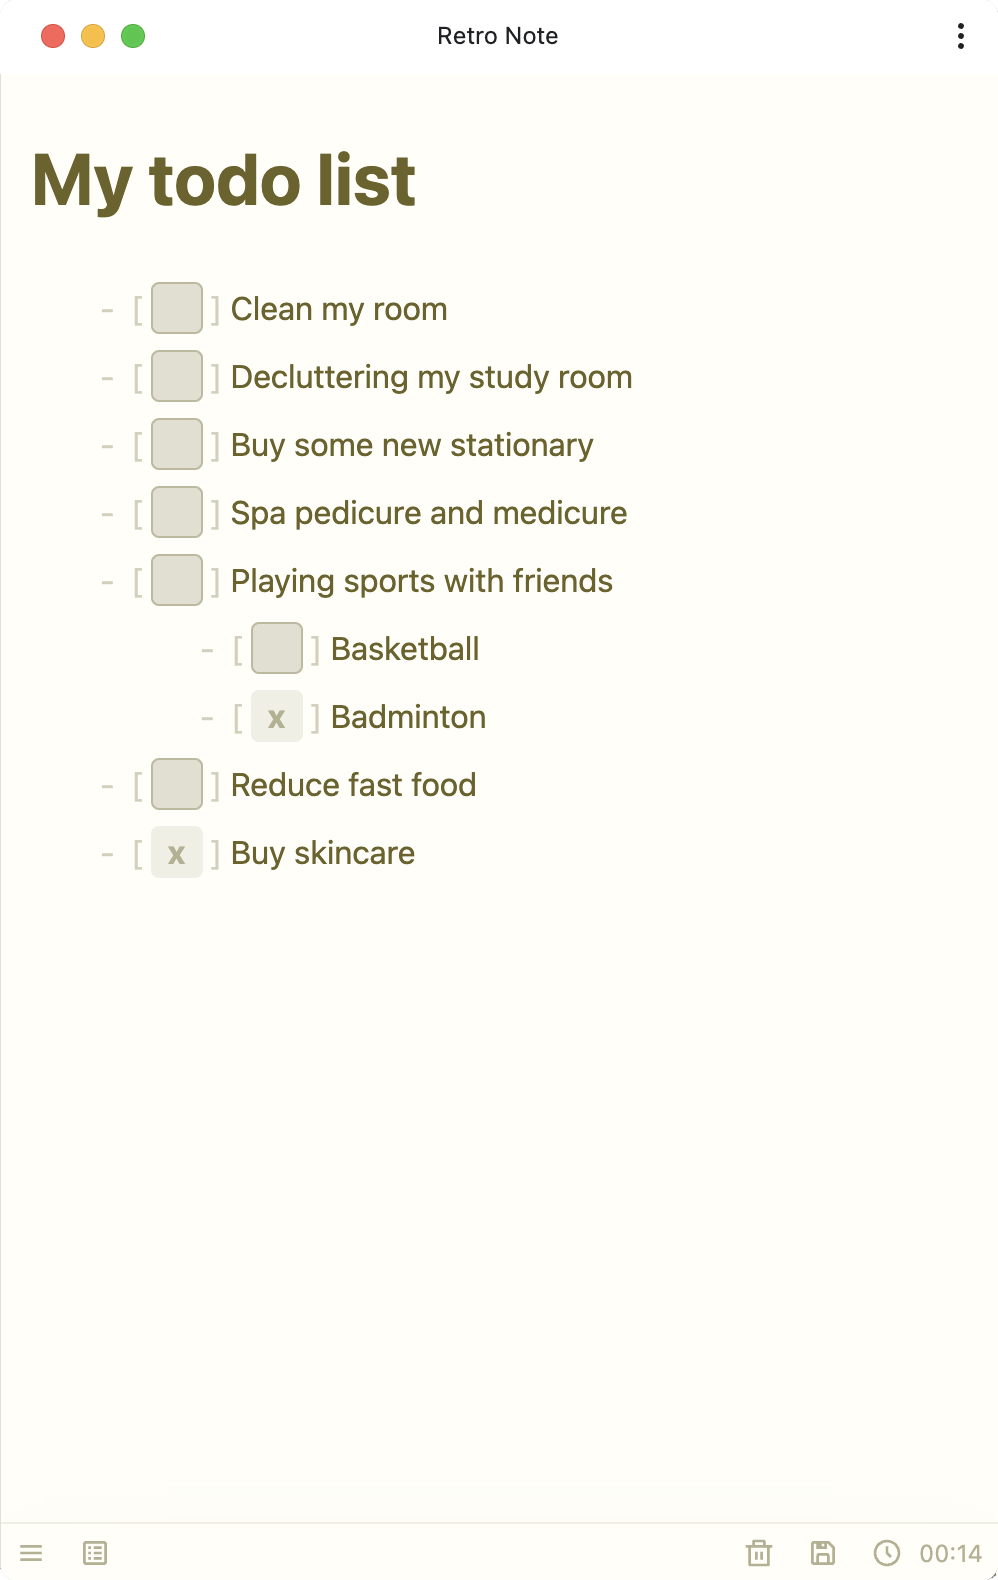 Retro Note
My todo list
- [ ] Clean my room
- [ ] Decluttering my study room
- [ ] Buy some new stationary
- [ ] Spa pedicure and medicure
- [ ] Playing sports with friends
- [ ] Basketball
- [x] Badminton
- [ ] Reduce fast food
- [x] Buy skincare
00:14